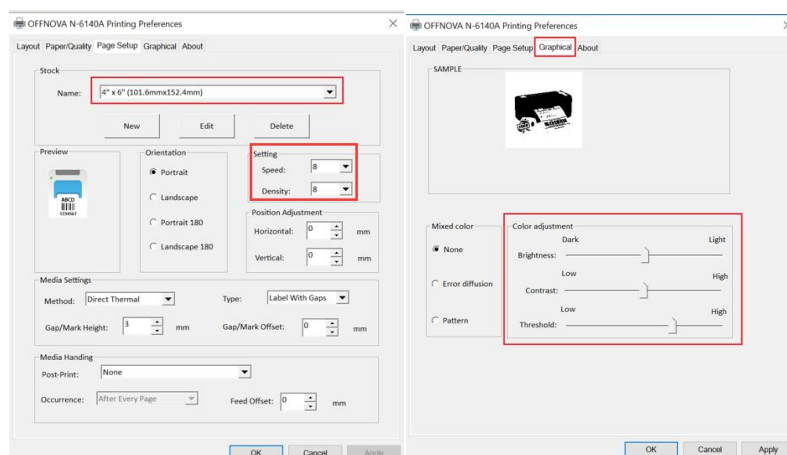 OFFNOVA N-6140A Printing Preferences
Layout Paper/Quality Page Setup Graphical About
Stock
Name: 4" x 6" (101.6mmx152.4mm)
New Edit Delete
Preview
ABCD
1234567
Orientation
Portrait
Landscape
Portrait 180
Landscape 180
Setting
Speed: 8
Density: 8
Position Adjustment
Horizontal: 0 mm
Vertical: 0 mm
Media Settings
Method: Direct Thermal Type: Label With Gaps
Gap/Mark Height: 3 mm Gap/Mark Offset: 0 mm
Media Handing
Post-Print: None
Occurrence: After Every Page Feed Offset: 0 mm
OK Cancel Apply
OFFNOVA N-6140A Printing Preferences
Layout Paper/Quality Page Setup Graphical About
SAMPLE
Mixed color
None
Error diffusion
Pattern
Color adjustment
Dark Light
Brightness:
Low High
Contrast:
Low High
Threshold:
OK Cancel Apply